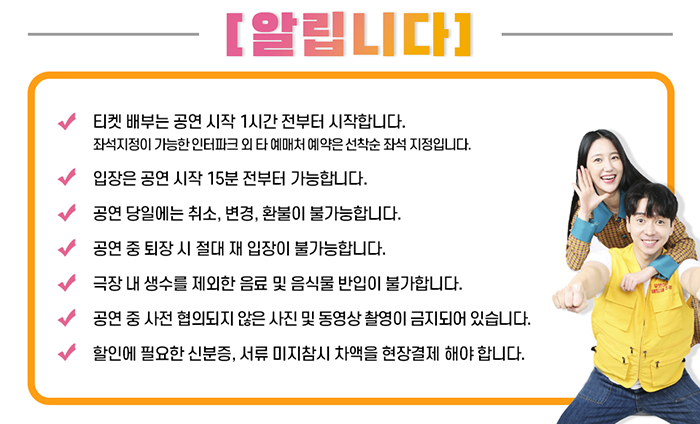 [알립니다]
티켓 배부는 공연 시작 1시간 전부터 시작합니다.
좌석지정이 가능한 인터파크 외 타 예매처 예약은 선착순 좌석 지정입니다.
입장은 공연 시작 15분 전부터 가능합니다.
공연 당일에는 취소, 변경, 환불이 불가능합니다.
공연 중 퇴장 시 절대 재 입장이 불가능합니다.
극장 내 생수를 제외한 음료 및 음식물 반입이 불가합니다.
공연 중 사전 협의되지 않은 사진 및 동영상 촬영이 금지되어 있습니다.
할인에 필요한 신분증, 서류 미지참시 차액을 현장결제 해야 합니다.